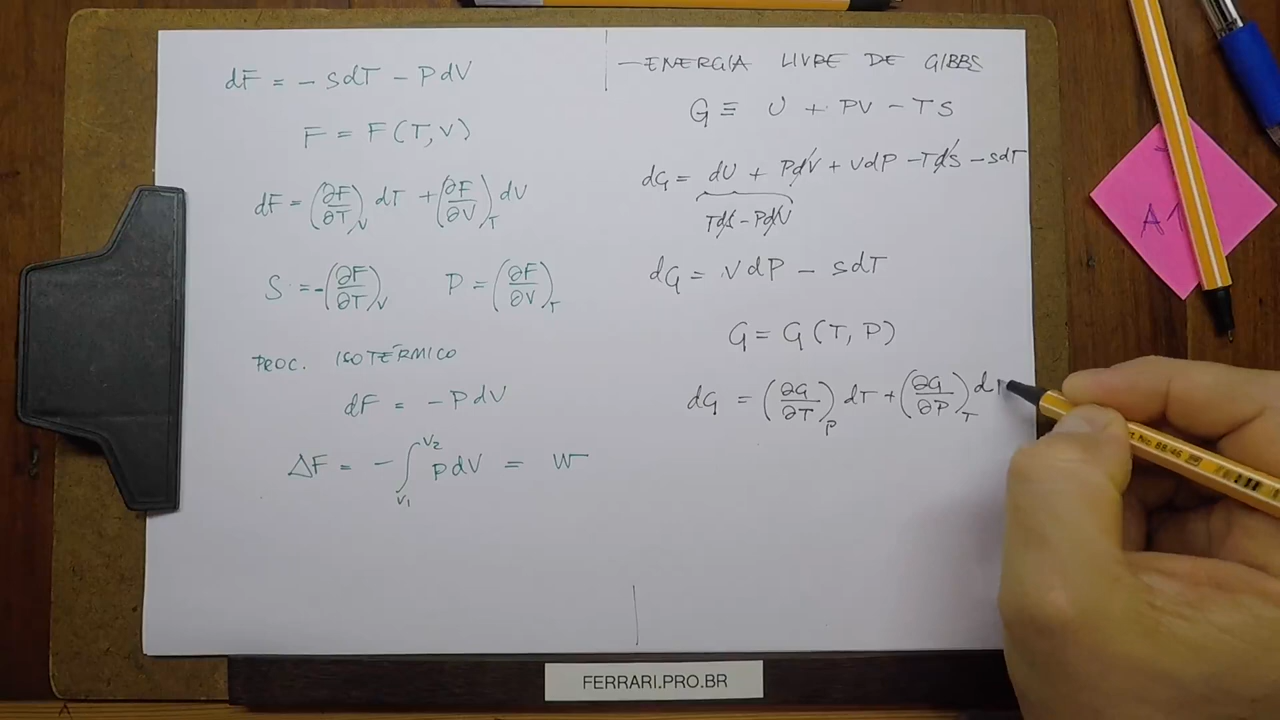 dF = - SdT - PdV
F = F(T,V)
dF = (∂F/∂T)_V dT + (∂F/∂V)_T dV
S = -(∂F/∂T)_V P = (∂F/∂V)_T
PROC. ISOTÉRMICO
dF = - PdV
ΔF = - ∫_{V1}^{V2} PdV = W
- ENERGIA LIVRE DE GIBBS
G ≡ U + PV - TS
dG = dU + PdV + VdP - TdS - SdT
TdS - PdV
dG = VdP - SdT
G = G(T, P)
dG = (∂G/∂T)_P dT + (∂G/∂P)_T d
A1
FERRARI.PRO.BR